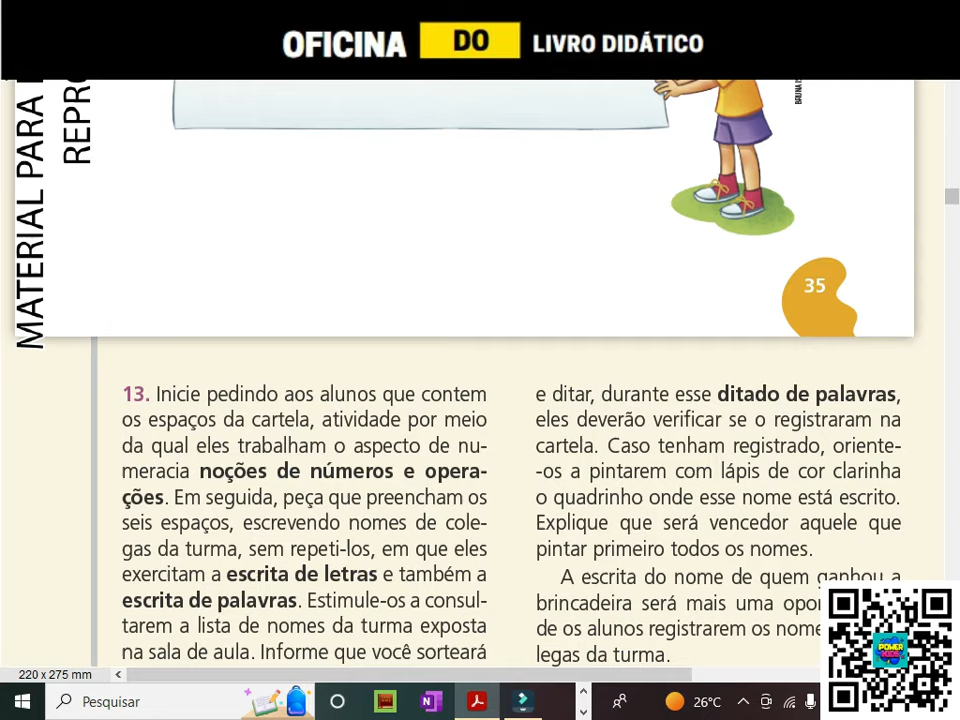 OFICINA DO LIVRO DIDÁTICO
MATERIAL PARA
REPR
35
13. Inicie pedindo aos alunos que contem
os espaços da cartela, atividade por meio
da qual eles trabalham o aspecto de nu-
meracia noções de números e opera-
ções. Em seguida, peça que preencham os
seis espaços, escrevendo nomes de cole-
gas da turma, sem repeti-los, em que eles
exercitam a escrita de letras e também a
escrita de palavras. Estimule-os a consul-
tarem a lista de nomes da turma exposta
na sala de aula. Informe que você sorteará
e ditar, durante esse ditado de palavras,
eles deverão verificar se o registraram na
cartela. Caso tenham registrado, oriente-
-os a pintarem com lápis de cor clarinha
o quadrinho onde esse nome está escrito.
Explique que será vencedor aquele que
pintar primeiro todos os nomes.
A escrita do nome de quem ganhou a
brincadeira será mais uma opor
de os alunos registrarem os nome
legas da turma.
POWER KIDS
220 x 275 mm
Pesquisar
26°C